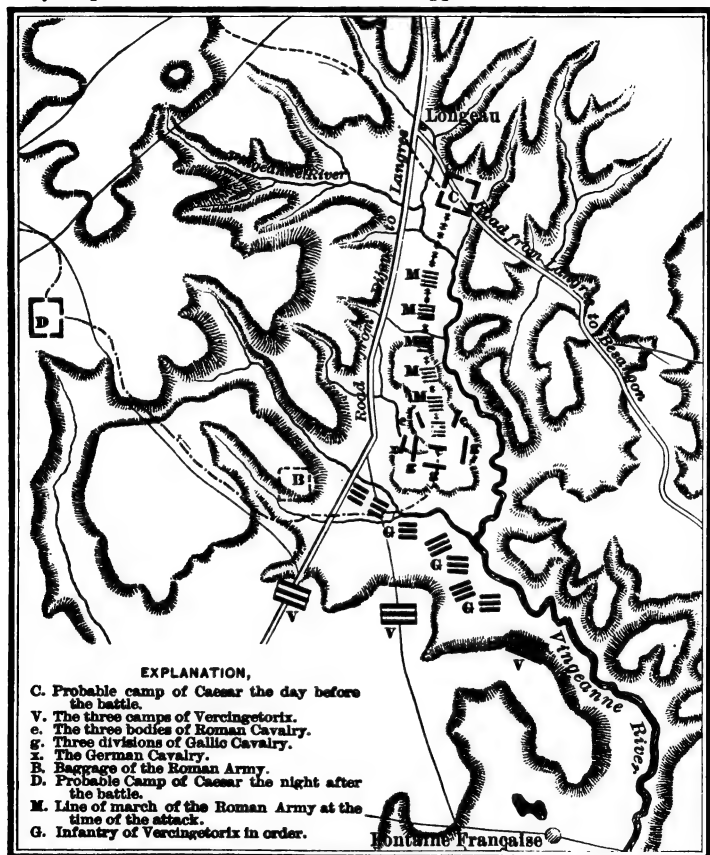 Longeau
Vingeanne River
Road from Dijon to Langres
Road from Langre to Besançon
C
M
M
M
M
D
B
G
G
G
V
V
V
Vingeanne River
EXPLANATION,
C. Probable camp of Caesar the day before
the battle.
V. The three camps of Vercingetorix.
e. The three bodies of Roman Cavalry.
g. Three divisions of Gallic Cavalry.
x. The German Cavalry.
B. Baggage of the Roman Army.
D. Probable Camp of Caesar the night after
the battle.
M. Line of march of the Roman Army at the
time of the attack.
G. Infantry of Vercingetorix in order.
Fontaine Française